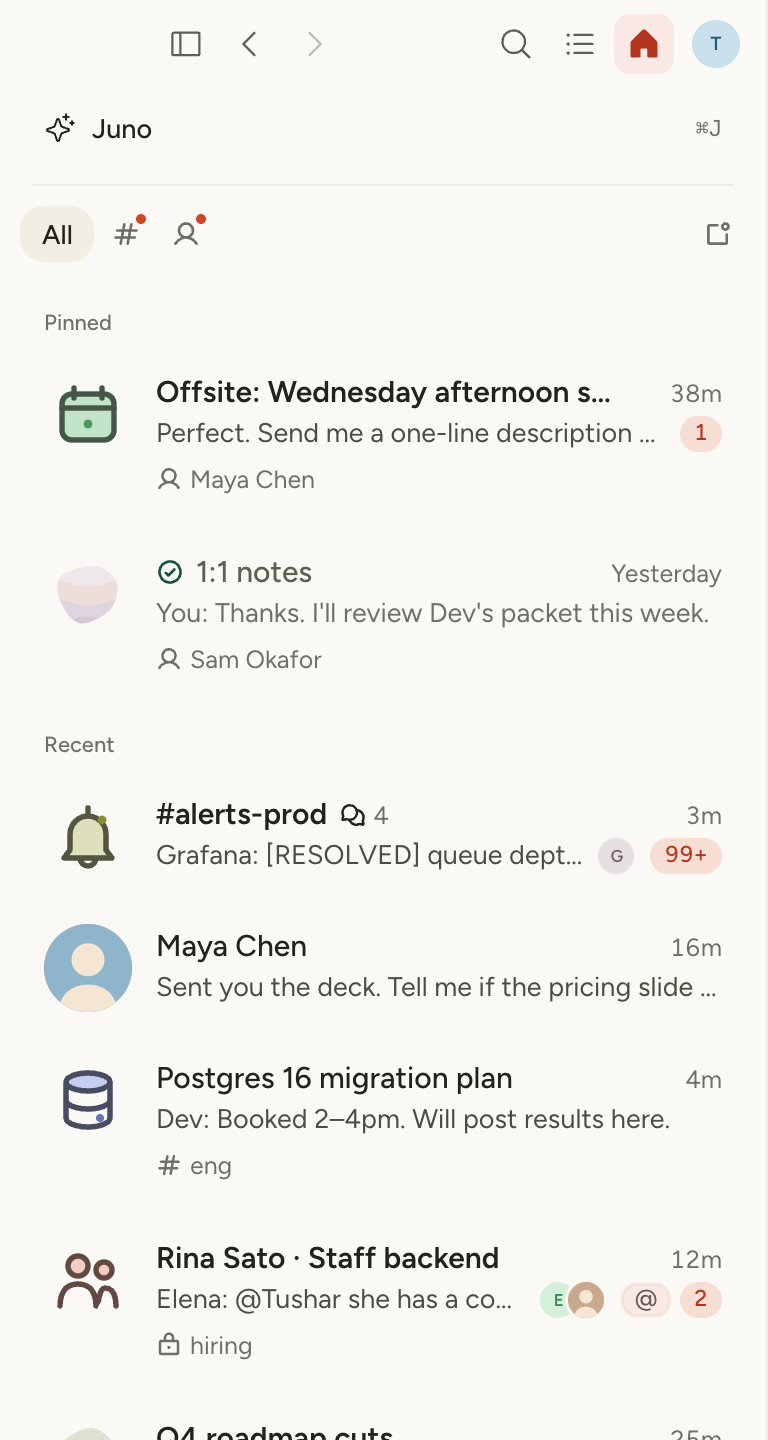 T
Juno ⌘J
All
Pinned
Offsite: Wednesday afternoon s... 38m
Perfect. Send me a one-line description ... 1
Maya Chen
1:1 notes Yesterday
You: Thanks. I'll review Dev's packet this week.
Sam Okafor
Recent
#alerts-prod 4 3m
Grafana: [RESOLVED] queue dept... G 99+
Maya Chen 16m
Sent you the deck. Tell me if the pricing slide ...
Postgres 16 migration plan 4m
Dev: Booked 2–4pm. Will post results here.
# eng
Rina Sato · Staff backend 12m
Elena: @Tushar she has a co... E @ 2
hiring
Q4 roadmap cuts 25m